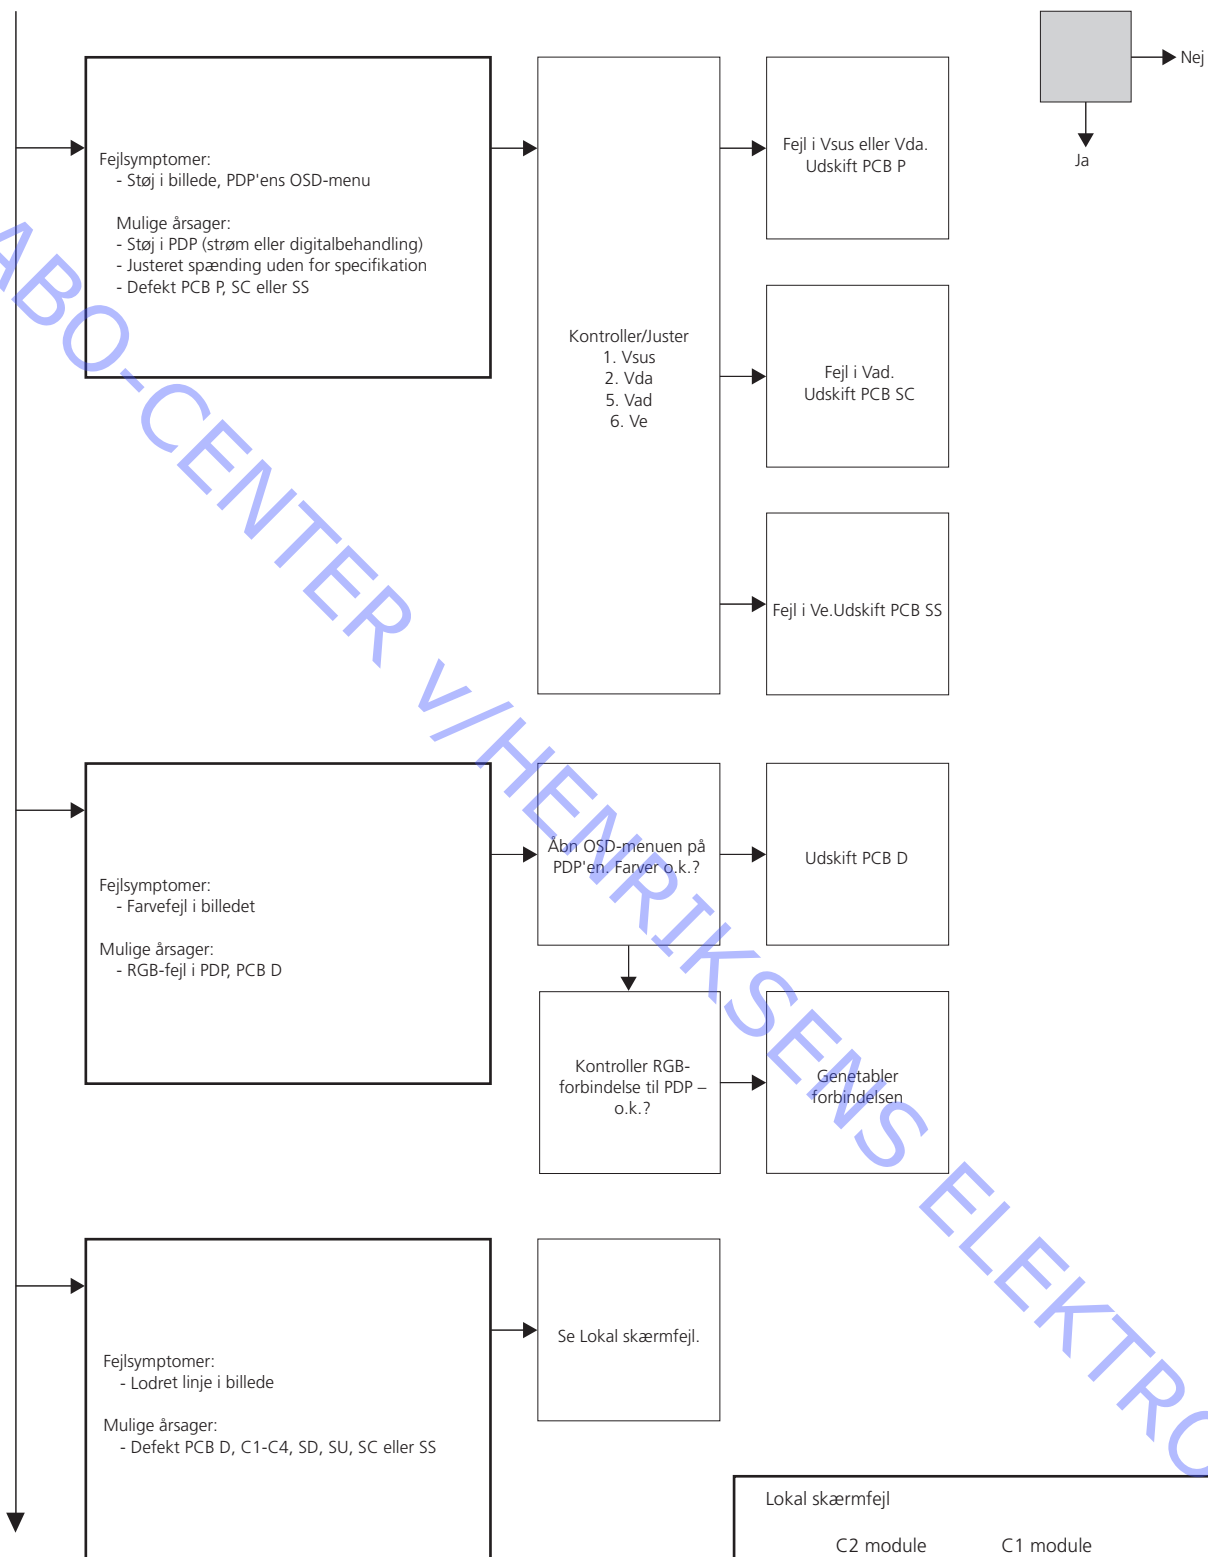 Nej
Ja
Fejlsymptomer:
- Støj i billede, PDP'ens OSD-menu
Mulige årsager:
- Støj i PDP (strøm eller digitalbehandling)
- Justeret spænding uden for specifikation
- Defekt PCB P, SC eller SS
Kontroller/Juster
1. Vsus
2. Vda
5. Vad
6. Ve
Fejl i Vsus eller Vda.
Udskift PCB P
Fejl i Vad.
Udskift PCB SC
Fejl i Ve.Udskift PCB SS
Fejlsymptomer:
- Farvefejl i billedet
Mulige årsager:
- RGB-fejl i PDP, PCB D
Åbn OSD-menuen på
PDP'en. Farver o.k.?
Udskift PCB D
Kontroller RGB-
forbindelse til PDP –
o.k.?
Genetabler
forbindelsen
Fejlsymptomer:
- Lodret linje i billede
Mulige årsager:
- Defekt PCB D, C1-C4, SD, SU, SC eller SS
Se Lokal skærmfejl.
Lokal skærmfejl
C2 module
C1 module
ABO-CENTER v/HENRIKSENS ELEKTRO